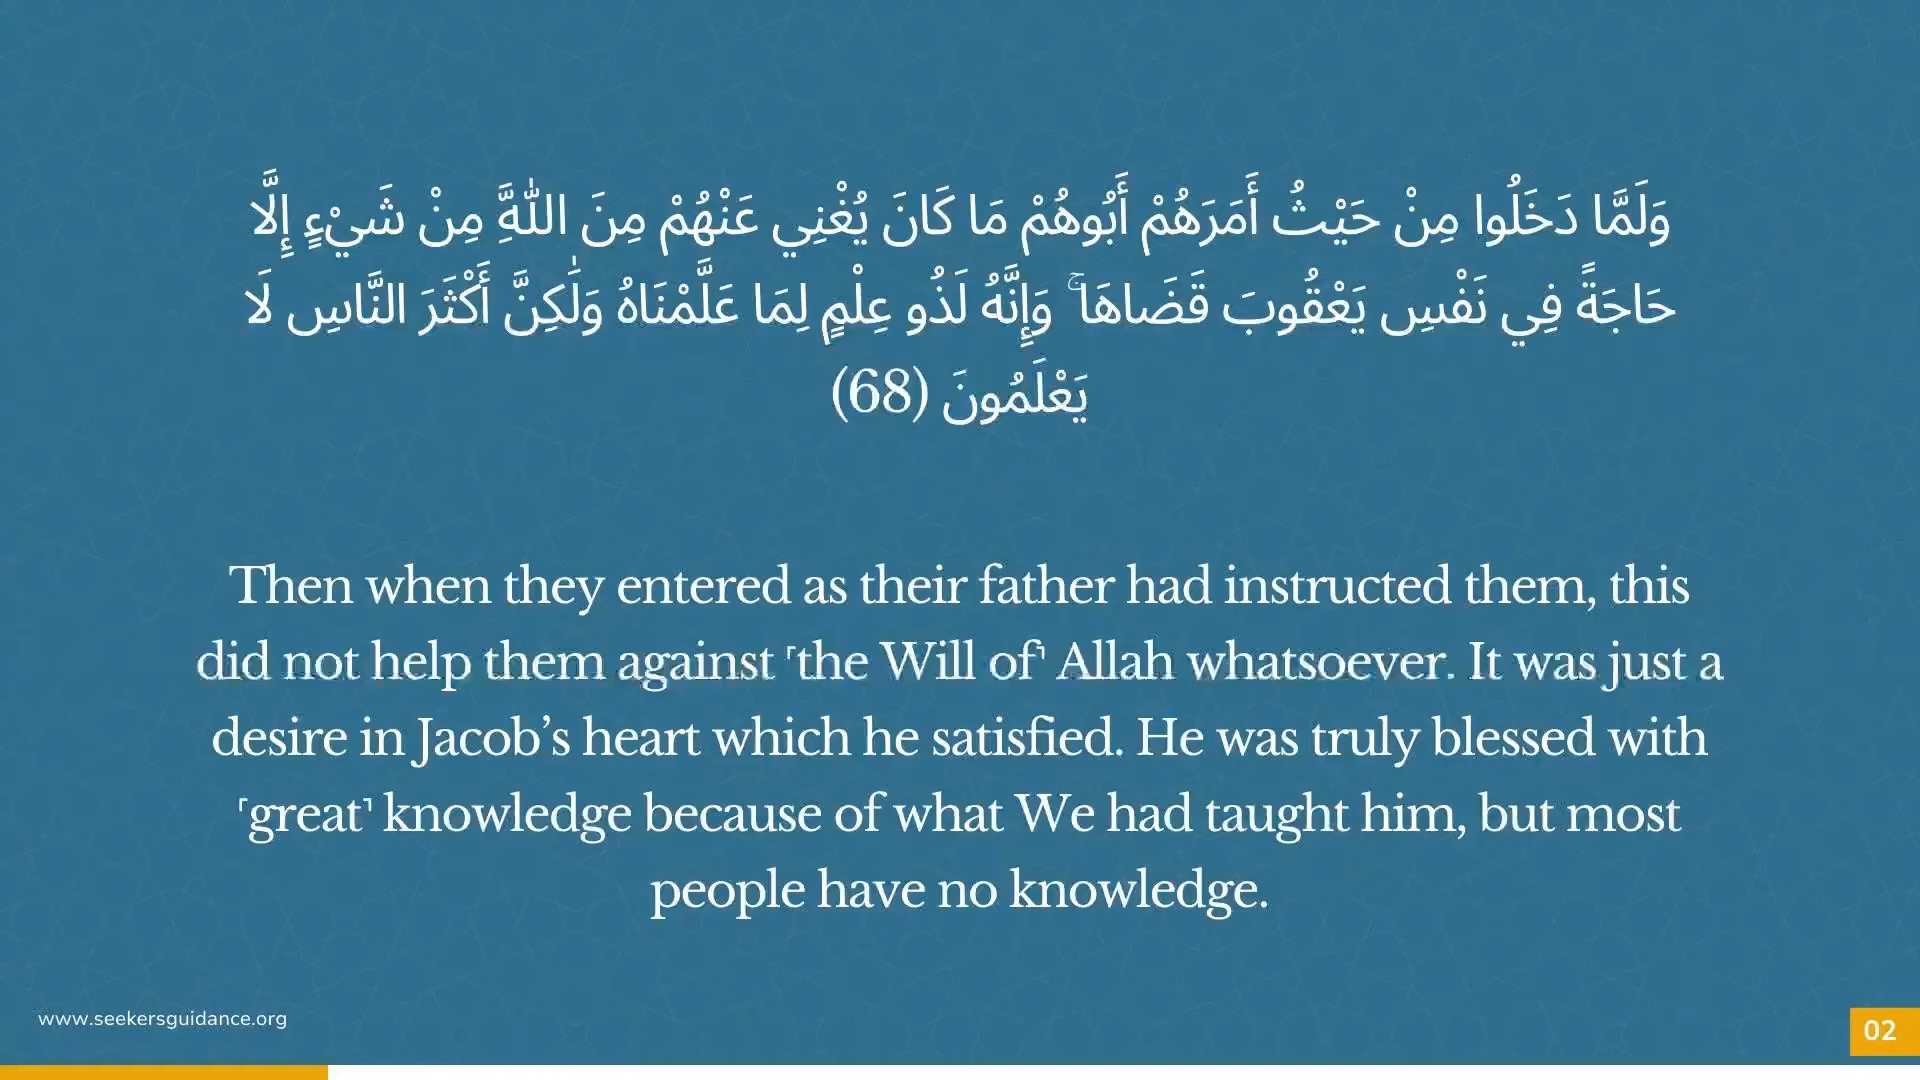 وَلَمَّا دَخَلُوا مِنْ حَيْثُ أَمَرَهُمْ أَبُوهُمْ مَا كَانَ يُغْنِي عَنْهُمْ مِنَ اللَّهِ مِنْ شَيْءٍ إِلَّا
حَاجَةً فِي نَفْسِ يَعْقُوبَ قَضَاهَا ۚ وَإِنَّهُ لَذُو عِلْمٍ لِمَا عَلَّمْنَاهُ وَلَٰكِنَّ أَكْثَرَ النَّاسِ لَا
يَعْلَمُونَ (68)
Then when they entered as their father had instructed them, this
did not help them against ˹the Will of˺ Allah whatsoever. It was just a
desire in Jacob’s heart which he satisfied. He was truly blessed with
˹great˺ knowledge because of what We had taught him, but most
people have no knowledge.
www.seekersguidance.org
02